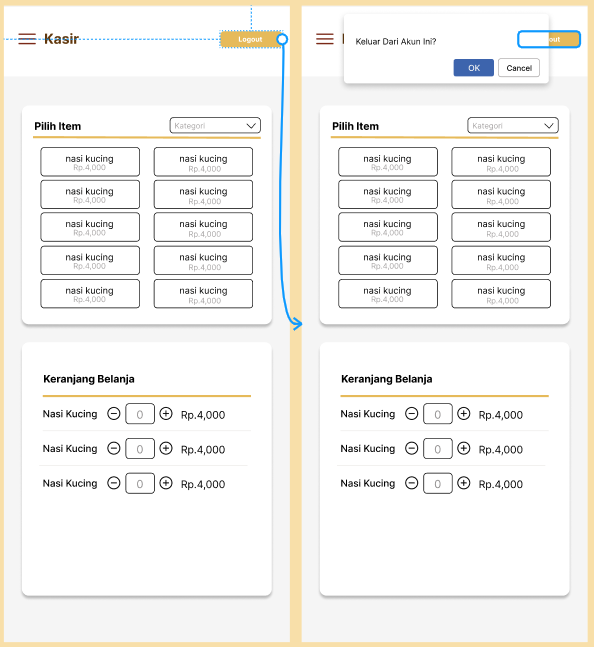 Kasir
Logout
Pilih Item
Kategori
nasi kucing
Rp.4,000
nasi kucing
Rp.4,000
nasi kucing
Rp.4,000
nasi kucing
Rp.4,000
nasi kucing
Rp.4,000
nasi kucing
Rp.4,000
nasi kucing
Rp.4,000
nasi kucing
Rp.4,000
nasi kucing
Rp.4,000
nasi kucing
Rp.4,000
Keranjang Belanja
Nasi Kucing 0 Rp.4,000
Nasi Kucing 0 Rp.4,000
Nasi Kucing 0 Rp.4,000
Keluar Dari Akun Ini?
OK Cancel
out
Pilih Item
Kategori
nasi kucing
Rp.4,000
nasi kucing
Rp.4,000
nasi kucing
Rp.4,000
nasi kucing
Rp.4,000
nasi kucing
Rp.4,000
nasi kucing
Rp.4,000
nasi kucing
Rp.4,000
nasi kucing
Rp.4,000
nasi kucing
Rp.4,000
nasi kucing
Rp.4,000
Keranjang Belanja
Nasi Kucing 0 Rp.4,000
Nasi Kucing 0 Rp.4,000
Nasi Kucing 0 Rp.4,000